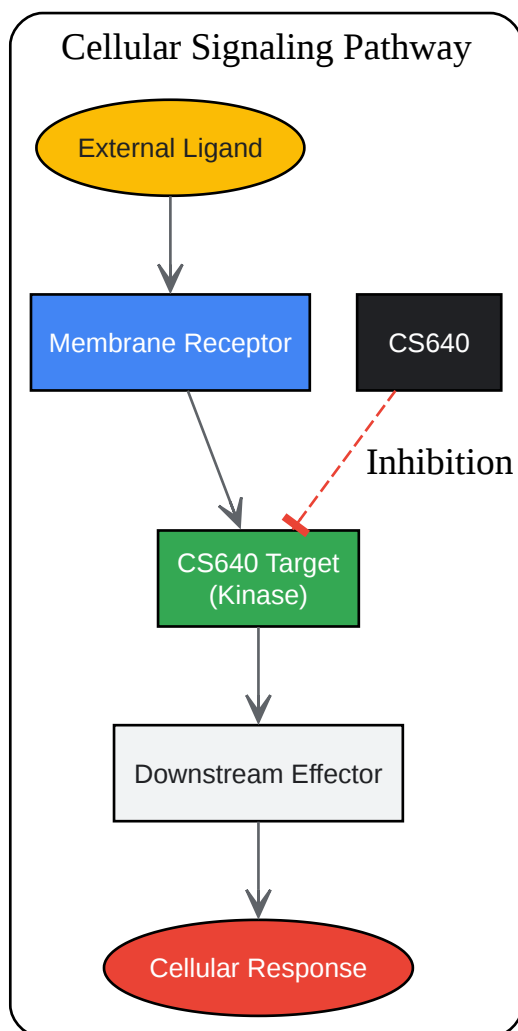 Cellular Signaling Pathway
External Ligand
Membrane Receptor
CS640
Inhibition
CS640 Target
(Kinase)
Downstream Effector
Cellular Response